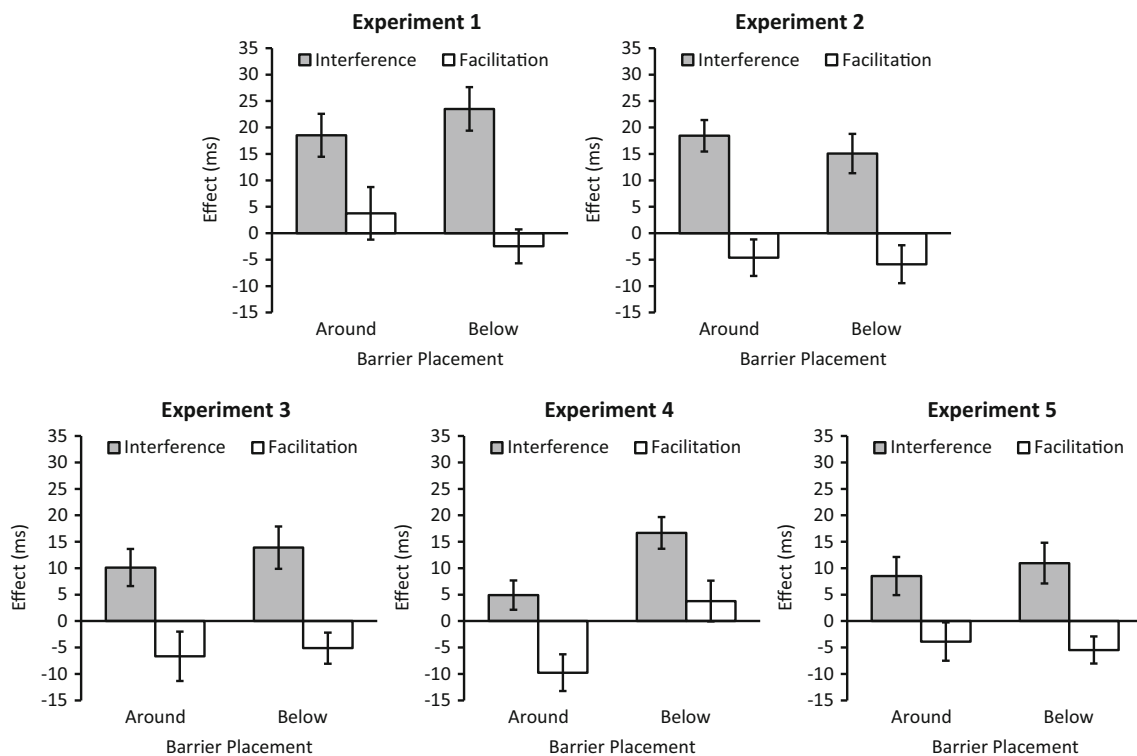 Experiment 1
Interference Facilitation
35
30
25
20
15
10
5
0
-5
-10
-15
Effect (ms)
Around Below
Barrier Placement
Experiment 2
Interference Facilitation
35
30
25
20
15
10
5
0
-5
-10
-15
Effect (ms)
Around Below
Barrier Placement
Experiment 3
Interference Facilitation
35
30
25
20
15
10
5
0
-5
-10
-15
Effect (ms)
Around Below
Barrier Placement
Experiment 4
Interference Facilitation
35
30
25
20
15
10
5
0
-5
-10
-15
Effect (ms)
Around Below
Barrier Placement
Experiment 5
Interference Facilitation
35
30
25
20
15
10
5
0
-5
-10
-15
Effect (ms)
Around Below
Barrier Placement